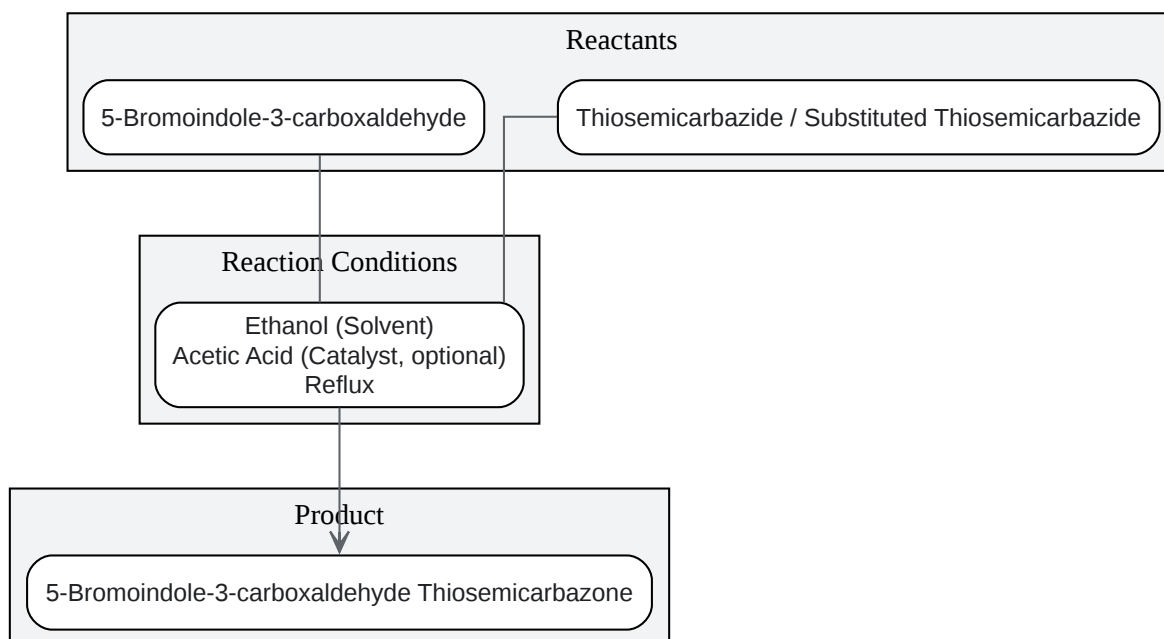 Reactants
5-Bromoindole-3-carboxaldehyde
Thiosemicarbazide / Substituted Thiosemicarbazide
Reaction Conditions
Ethanol (Solvent)
Acetic Acid (Catalyst, optional)
Reflux
Product
5-Bromoindole-3-carboxaldehyde Thiosemicarbazone